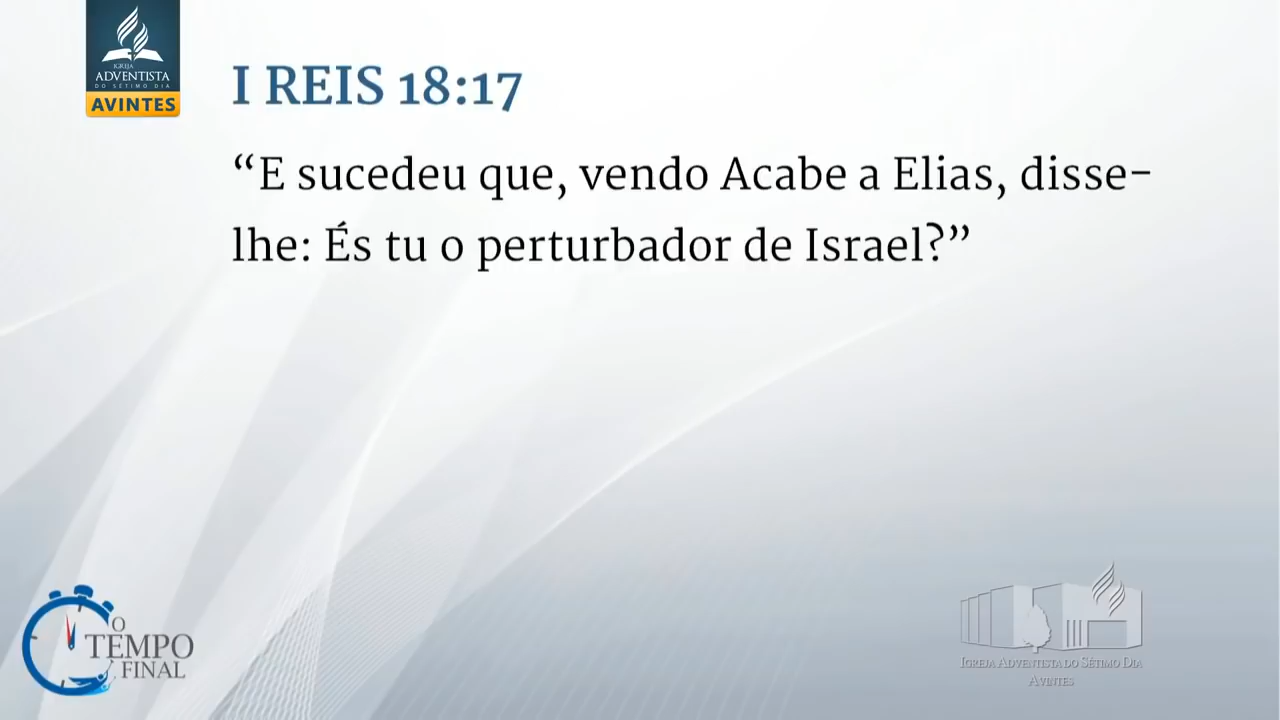 IGREJA
ADVENTISTA
DO SÉTIMO DIA
AVINTES
I REIS 18:17
“E sucedeu que, vendo Acabe a Elias, disse-
lhe: És tu o perturbador de Israel?”
O
TEMPO
FINAL
IGREJA ADVENTISTA DO SÉTIMO DIA
AVINTES